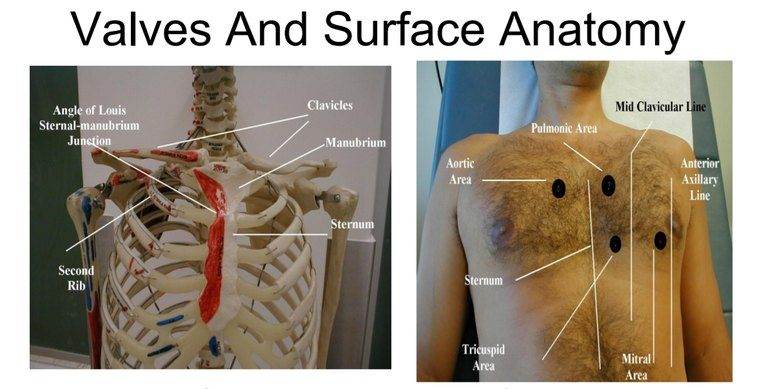 Valves And Surface Anatomy
Angle of Louis
Sternal-manubrium
Junction
Clavicles
Manubrium
Sternum
Second
Rib
Mid Clavicular Line
Pulmonic Area
Aortic
Area
Anterior
Axillary
Line
Sternum
Tricuspid
Area
Mitral
Area